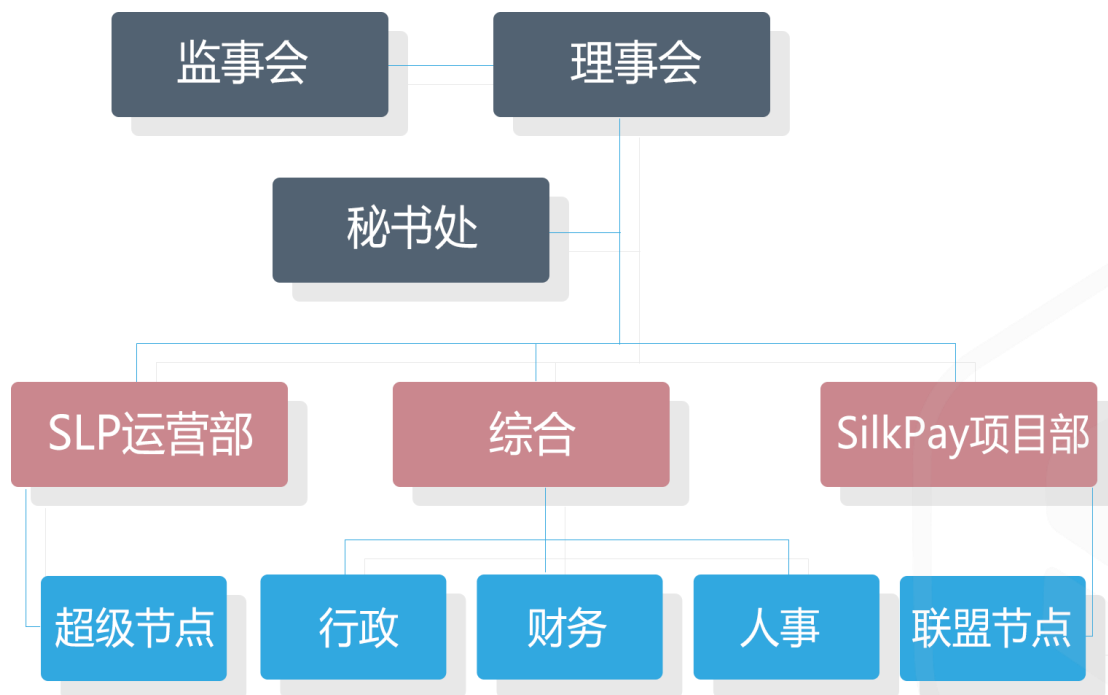 监事会
理事会
秘书处
SLP运营部
综合
SilkPay项目部
超级节点
行政
财务
人事
联盟节点